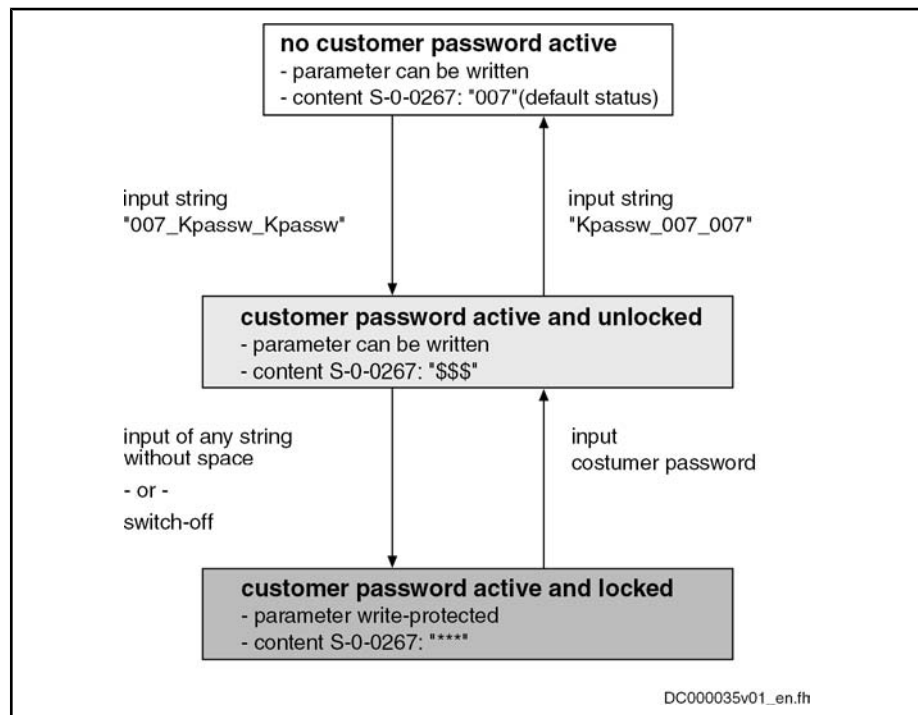 no customer password active
- parameter can be written
- content S-0-0267: "007"(default status)
input string
"007_Kpassw_Kpassw"
input string
"Kpassw_007_007"
customer password active and unlocked
- parameter can be written
- content S-0-0267: "$$$"
input of any string
without space
- or -
switch-off
input
costumer password
customer password active and locked
- parameter write-protected
- content S-0-0267: "***"
DC000035v01_en.fh